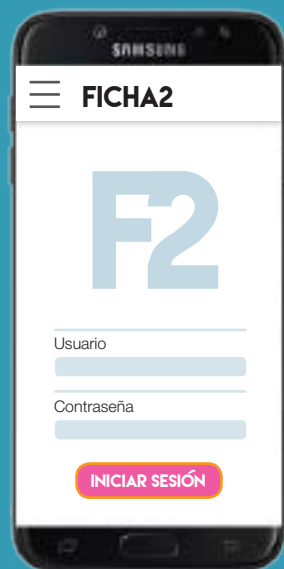 SAMSUNG
FICHA2
F2
Usuario
Contraseña
INICIAR SESIÓN